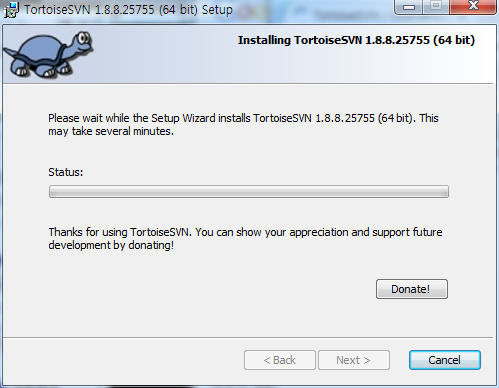 TortoiseSVN 1.8.8.25755 (64 bit) Setup
Installing TortoiseSVN 1.8.8.25755 (64 bit)
Please wait while the Setup Wizard installs TortoiseSVN 1.8.8.25755 (64 bit). This
may take several minutes.
Status:
Thanks for using TortoiseSVN. You can show your appreciation and support future
development by donating!
Donate!
< Back
Next >
Cancel